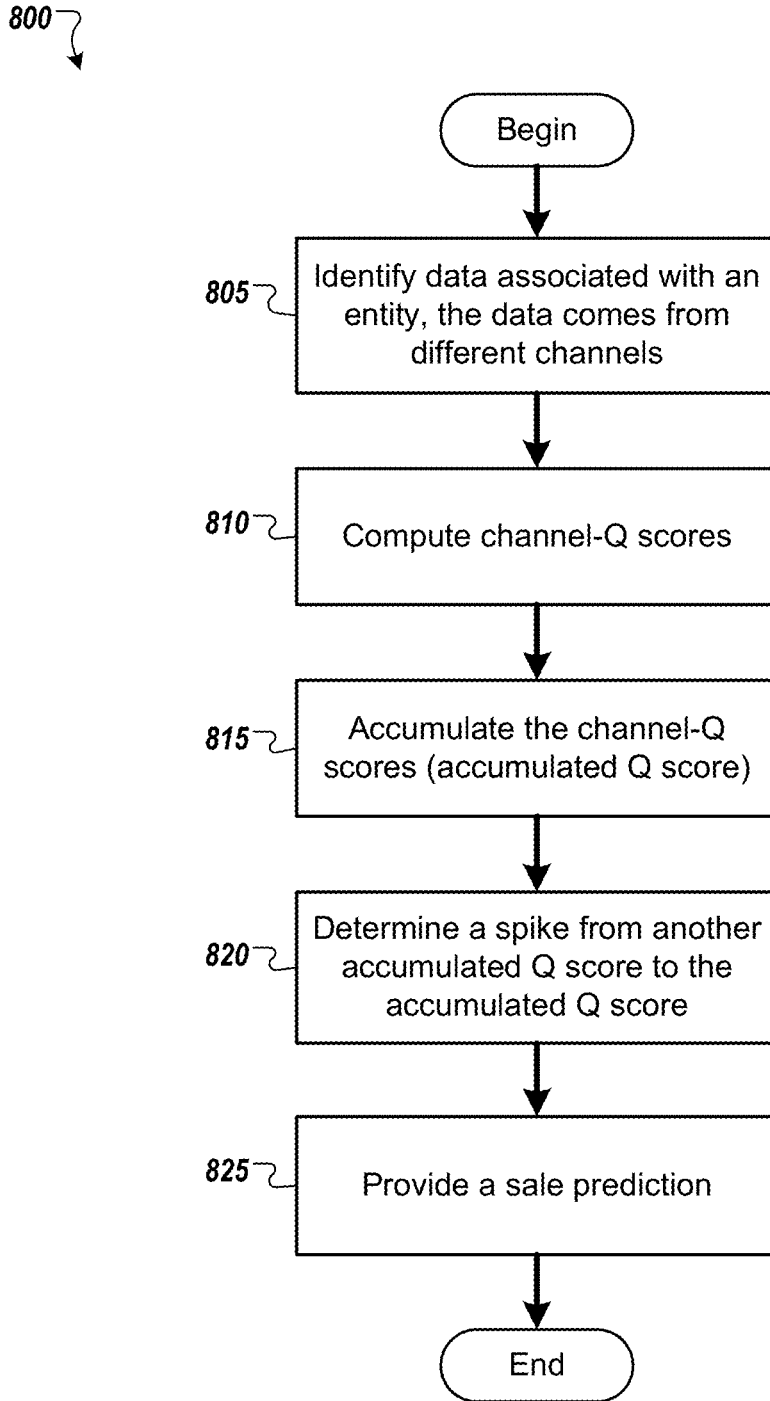 800
Begin
805
Identify data associated with an
entity, the data comes from
different channels
810
Compute channel-Q scores
815
Accumulate the channel-Q
scores (accumulated Q score)
820
Determine a spike from another
accumulated Q score to the
accumulated Q score
825
Provide a sale prediction
End